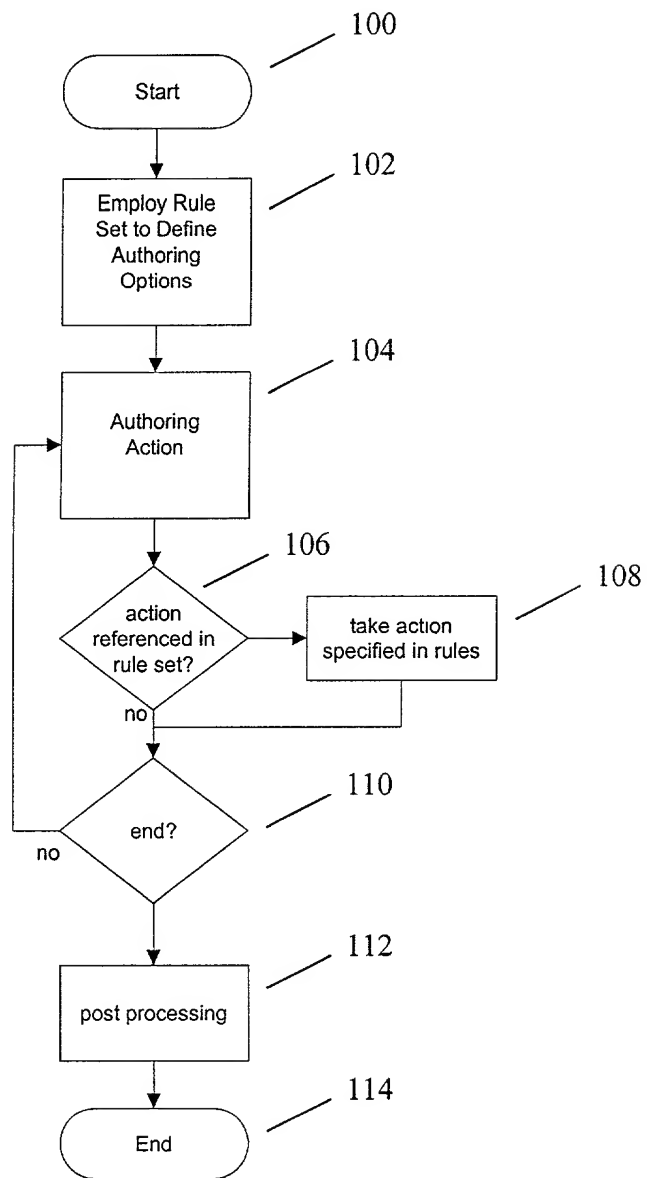 100
Start
102
Employ Rule
Set to Define
Authoring
Options
104
Authoring
Action
106
action
referenced in
rule set?
108
take action
specified in rules
no
110
end?
no
112
post processing
114
End